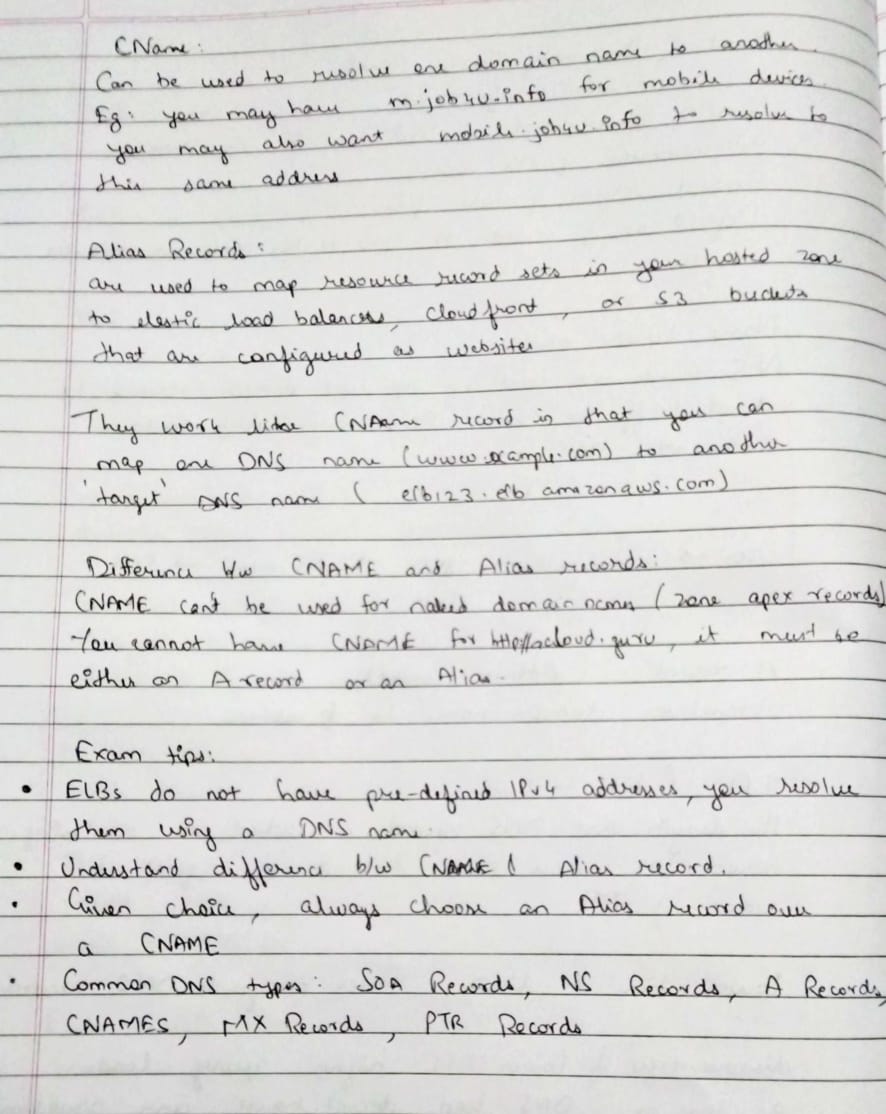 CName:
Can be used to resolve one domain name to another.
Eg: you may have m.job4u.info for mobile devices.
you may also want mobile.job4u.info to resolve to
this same address
Alias Records:
are used to map resource record sets in your hosted zone
to elastic load balancers, Cloud front, or S3 buckets
that are configured as websites
They work like CNAame record in that you can
map one DNS name (www.example.com) to another
'target' DNS name ( elb123.elb amazonaws.com)
Difference b/w CNAME and Alias records:
CNAME can't be used for naked domain names (zone apex records)
You cannot have CNAME for http//acloud.guru, it must be
either an A record or an Alias.
Exam tips:
• ELBs do not have pre-defined IPv4 addresses, you resolve
them using a DNS name
• Understand difference b/w CNAME & Alias record.
• Given choice, always choose an Alias record over
a CNAME
• Common DNS types: SOA Records, NS Records, A Records,
CNAMES, MX Records, PTR Records